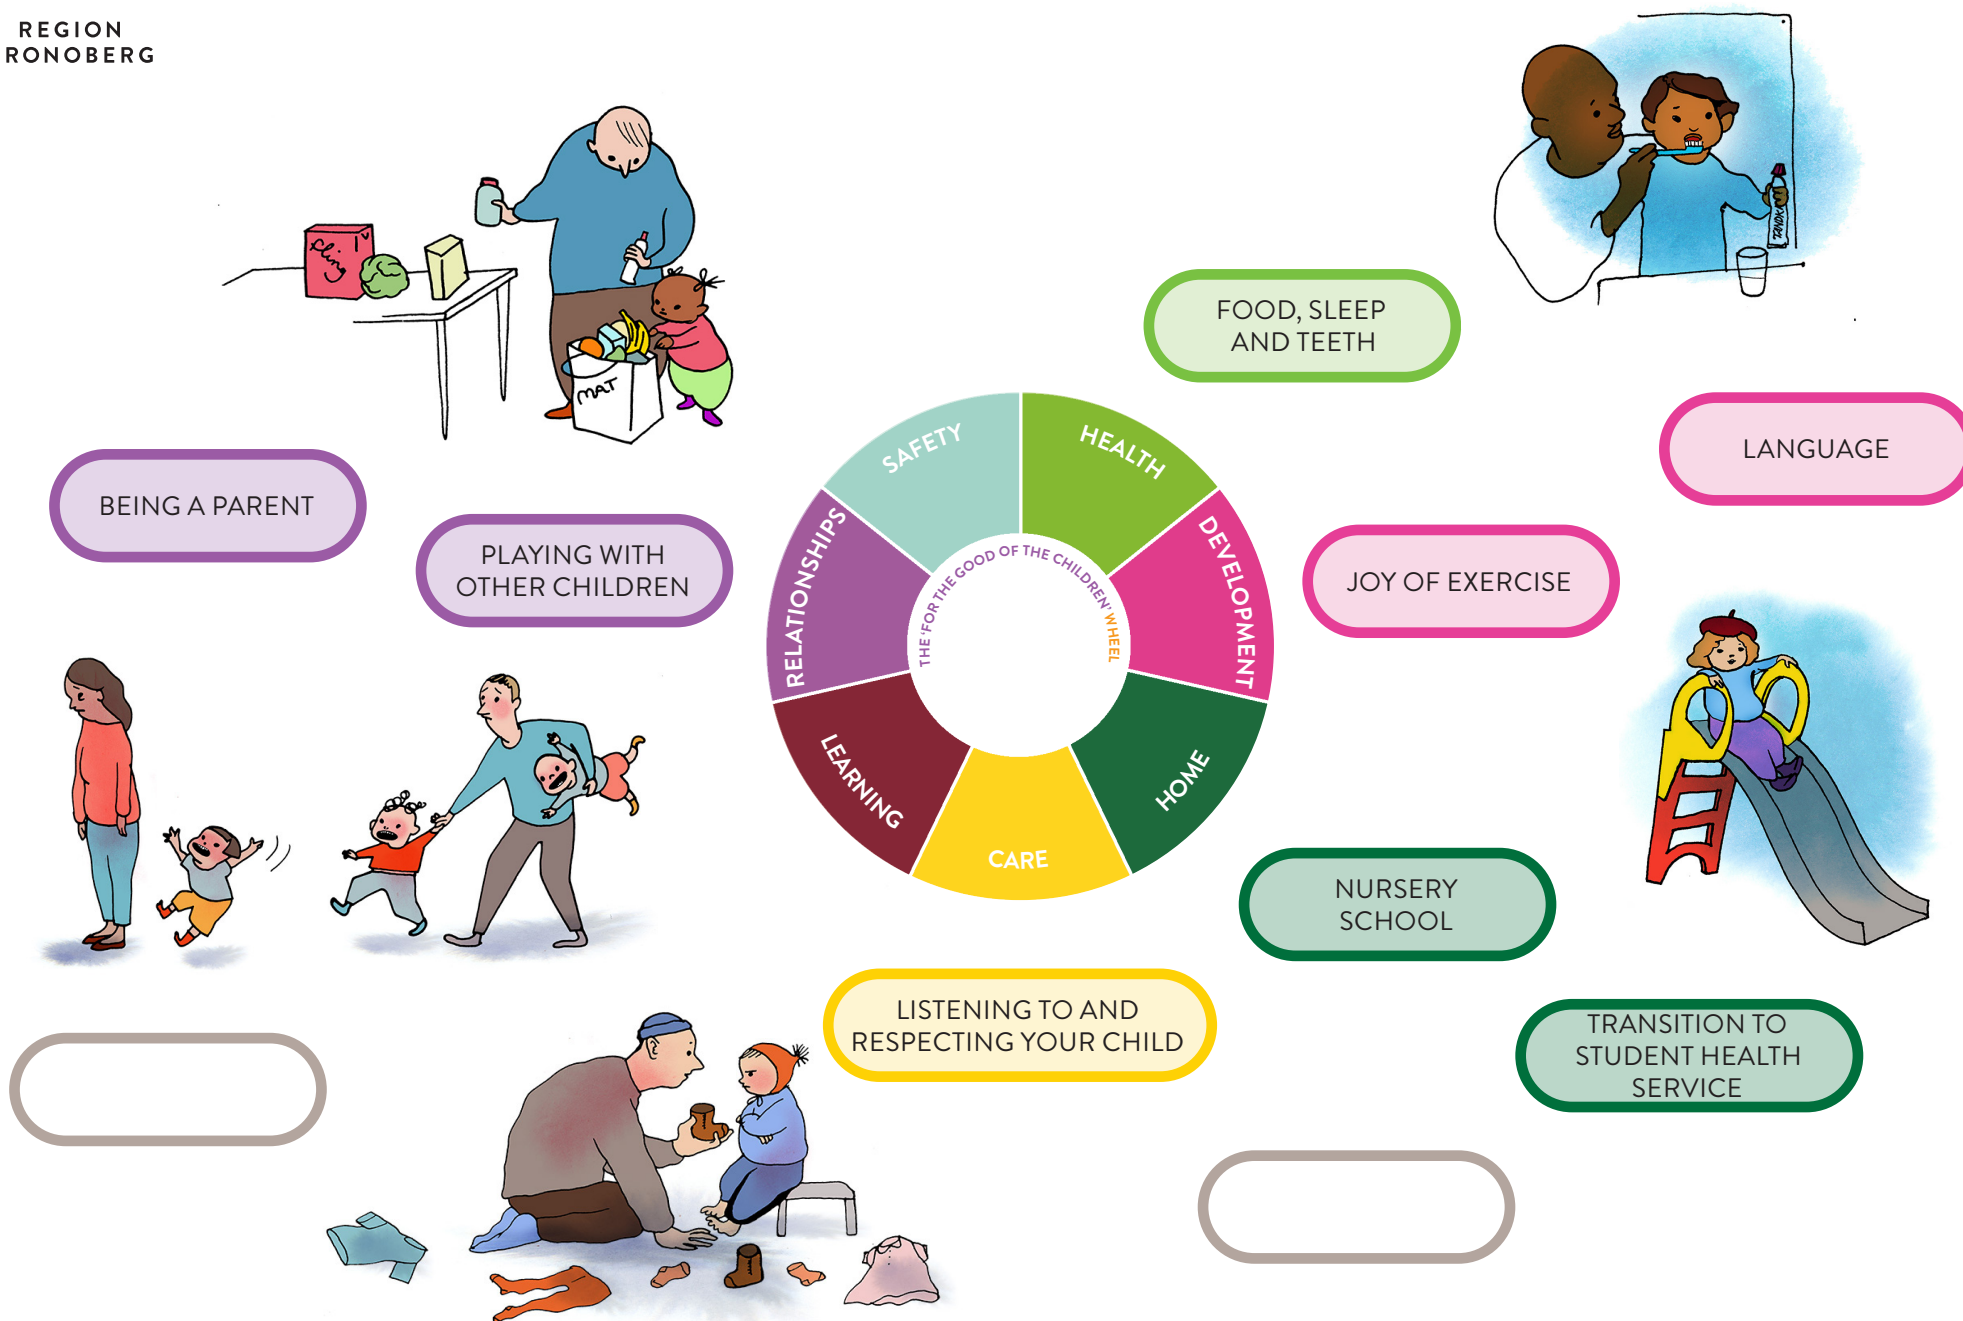 REGION
RONOBERG
MAT
FOOD, SLEEP
AND TEETH
LANGUAGE
BEING A PARENT
PLAYING WITH
OTHER CHILDREN
JOY OF EXERCISE
SAFETY
HEALTH
DEVELOPMENT
HOME
CARE
LEARNING
RELATIONSHIPS
THE 'FOR THE GOOD OF THE CHILDREN' WHEEL
NURSERY
SCHOOL
LISTENING TO AND
RESPECTING YOUR CHILD
TRANSITION TO
STUDENT HEALTH
SERVICE